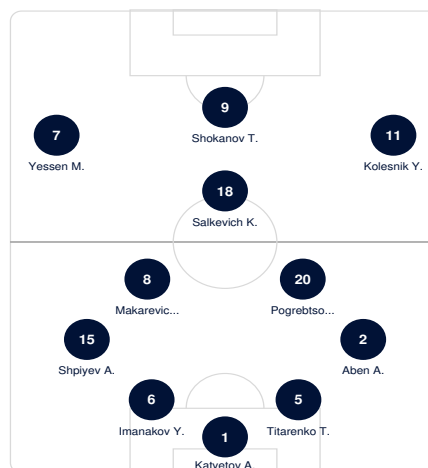 9
Shokanov T.
7
Yessen M.
11
Kolesnik Y.
18
Salkevich K.
8
Makarevic...
20
Pogrebtso...
15
Shpiyev A.
2
Aben A.
6
Imanakov Y.
5
Titarenko T.
1
Katvetov A.